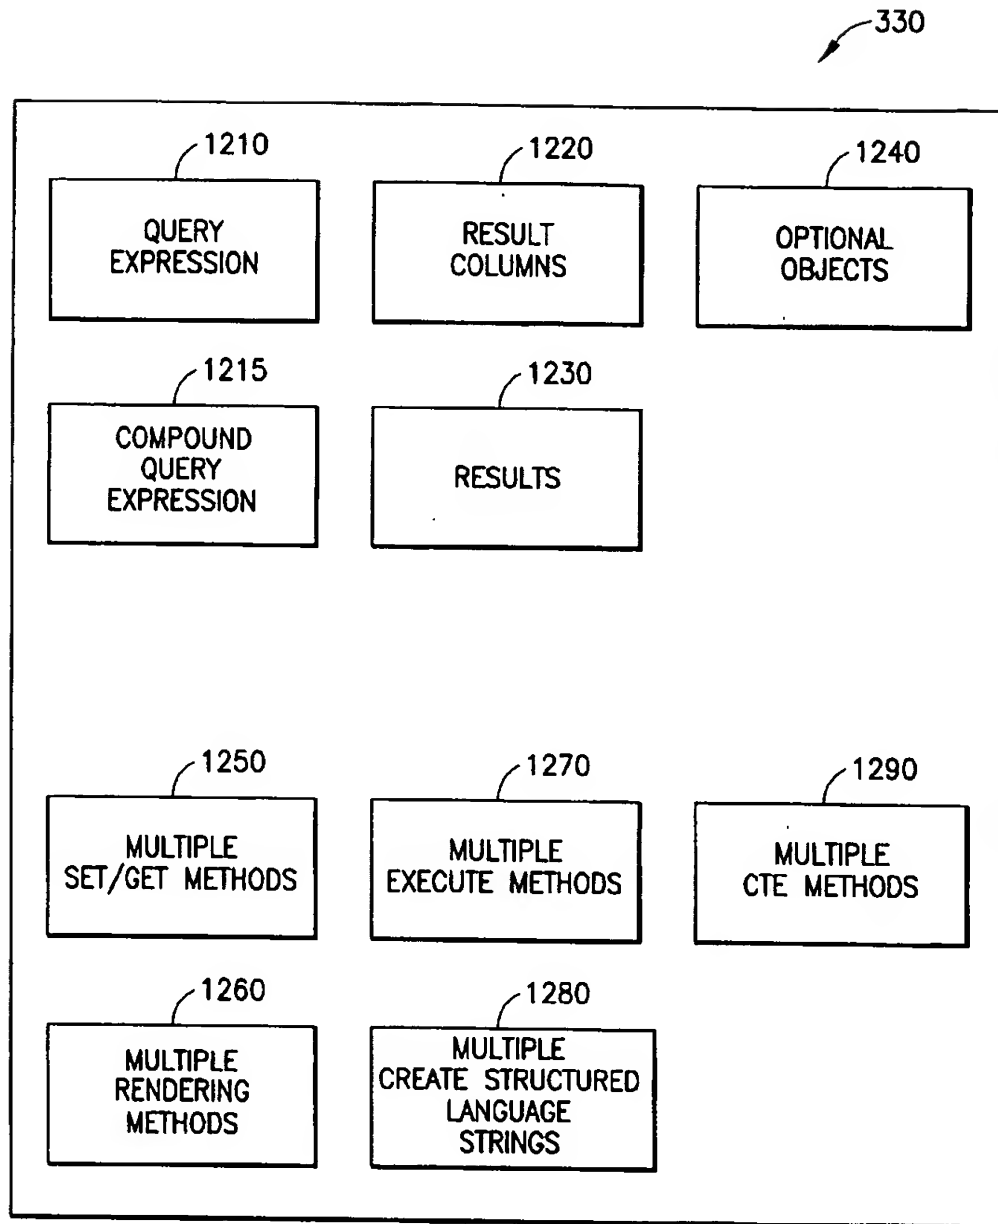 330
1210
QUERY
EXPRESSION
1220
RESULT
COLUMNS
1240
OPTIONAL
OBJECTS
1215
COMPOUND
QUERY
EXPRESSION
1230
RESULTS
1250
MULTIPLE
SET/GET METHODS
1270
MULTIPLE
EXECUTE METHODS
1290
MULTIPLE
CTE METHODS
1260
MULTIPLE
RENDERING
METHODS
1280
MULTIPLE
CREATE STRUCTURED
LANGUAGE
STRINGS